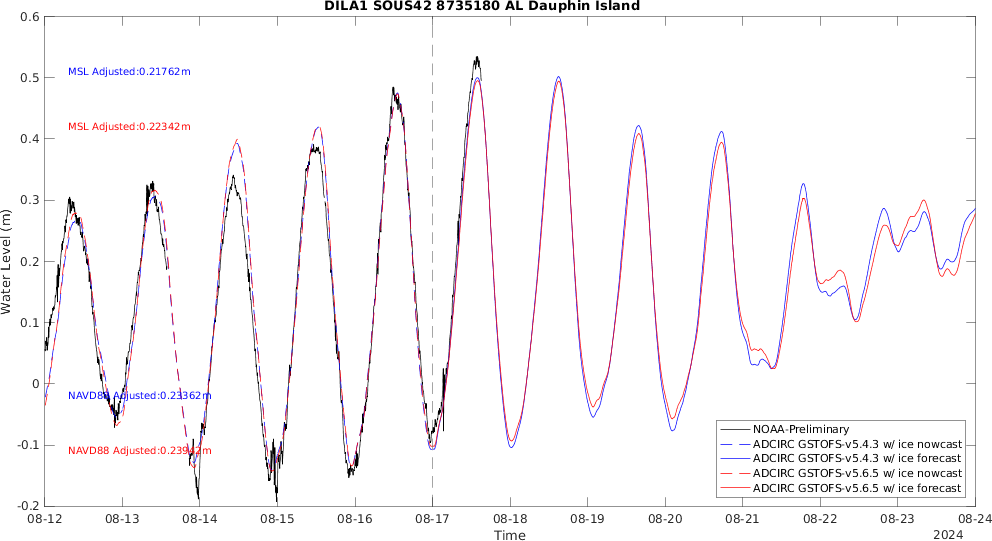 DILA1 SOUS42 8735180 AL Dauphin Island
0.6
0.5
0.4
0.3
0.2
0.1
0
-0.1
-0.2
Water Level (m)
MSL Adjusted:0.21762m
MSL Adjusted:0.22342m
NAVD88 Adjusted:0.23362m
NAVD88 Adjusted:0.23942m
NOAA-Preliminary
ADCIRC GSTOFS-v5.4.3 w/ ice nowcast
ADCIRC GSTOFS-v5.4.3 w/ ice forecast
ADCIRC GSTOFS-v5.6.5 w/ ice nowcast
ADCIRC GSTOFS-v5.6.5 w/ ice forecast
08-12 08-13 08-14 08-15 08-16 08-17 08-18 08-19 08-20 08-21 08-22 08-23 08-24
Time
2024